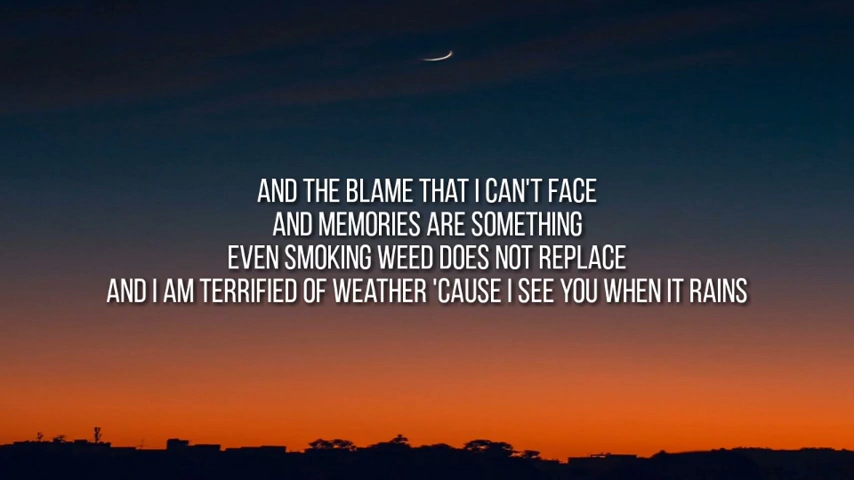 AND THE BLAME THAT I CAN'T FACE
AND MEMORIES ARE SOMETHING
EVEN SMOKING WEED DOES NOT REPLACE
AND I AM TERRIFIED OF WEATHER 'CAUSE I SEE YOU WHEN IT RAINS